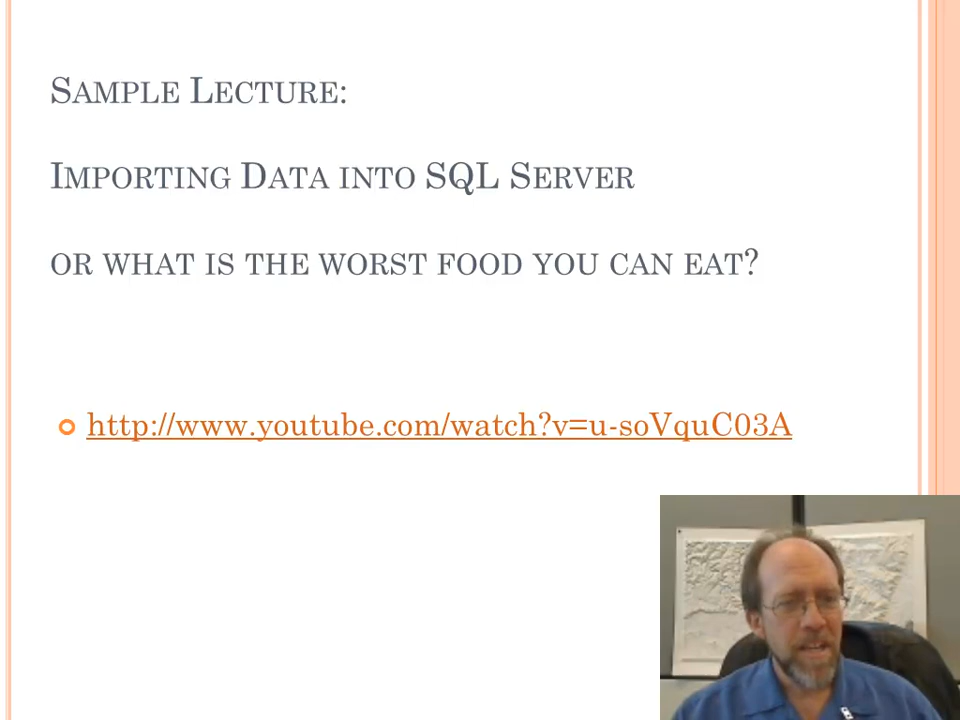 Sample Lecture:
Importing Data into SQL Server
or what is the worst food you can eat?
http://www.youtube.com/watch?v=u-soVquC03A